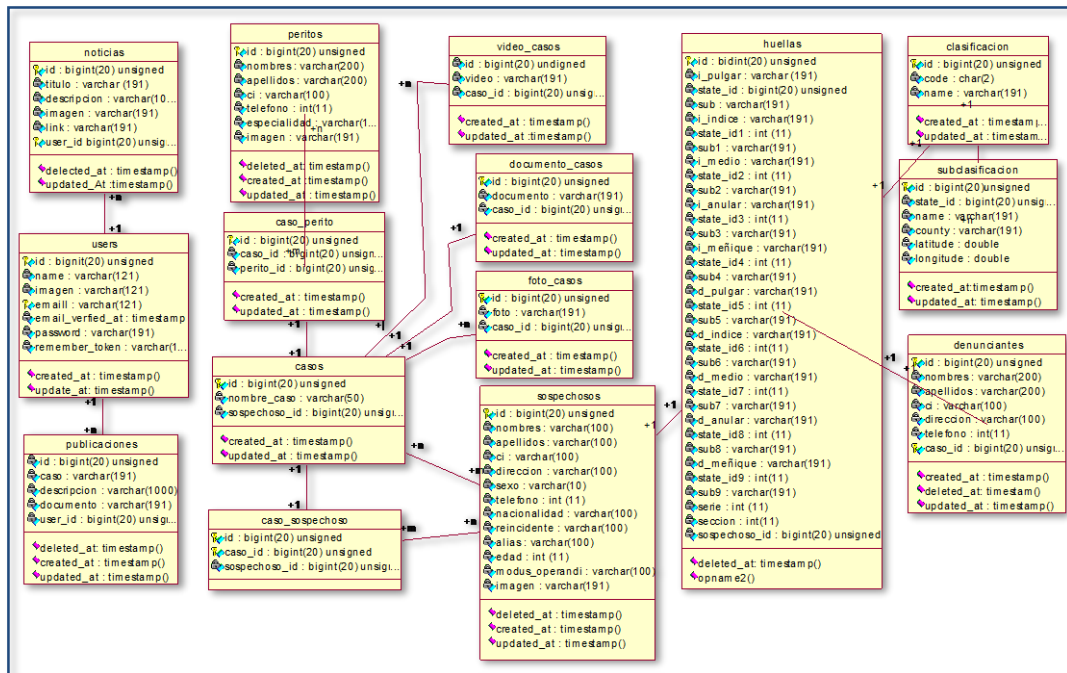 noticias
id : bigint(20) unsigned
titulo : varchar (191)
descripcion : varchar(10...
imagen : varchar(191)
link : varchar(191)
user_id bigint(20) unsig...
delected_at : timestamp()
updated_At :timestamp()
+n
+1
users
id : bignit(20) unsigned
name : varchar(121)
imagen : varchar(121)
emaill : varchar(121)
email_verfied_at : timestamp
password : varchar(191)
remember_token : varchar(1...
created_at : timestamp()
update_at : timestamp()
+1
+n
publicaciones
id : bigint(20) unsigned
caso : varchar(191)
descripcion : varchar(1000)
documento : varchar(191)
user_id : bigint(20) unsig...
deleted_at: timestamp()
created_at : timestamp()
updated_at : timestamp()
peritos
id : bigint(20) unsigned
nombres : varchar(200)
apellidos : varchar(200)
ci : varchar(100)
telefono : int(11)
especialidad : varchar(1...
imagen : varchar(191)
+n
deleted_at : timestamp()
created_at : timestamp()
updated_at : timestamp()
caso_perito
id : bigint(20) unsigned
caso_id : bigint(20) unsign...
perito_id : bigint(20) unsig...
created_at : timestamp()
updated_at : timestamp()
+1
+1
casos
id : bigint(20) unsigned
nombre_caso : varchar(50)
sospechoso_id : bigint(20) unsig...
created_at : timestamp()
updated_at : timestamp()
+1
+1
+1
+n
+1
+1
caso_sospechoso
id : bigint(20) unsigned
caso_id : bigint(20) unsigned
sospechoso_id : bigint(20) unsig...
+n
+n
video_casos
id : bigint(20) undigned
video : varchar(191)
caso_id : bigint(20) unsig...
created_at : timestamp()
updated_at : timestamp()
+n
documento_casos
id : bigint(20) unsigned
documento : varchar(191)
caso_id : bigint(20) unsig...
created_at : timestamp()
updated_at : timestamp()
+n
foto_casos
id : bigint(20) unsigned
foto : varchar(191)
caso_id : bigint(20) unsig...
created_at : timestamp()
updated_at : timestamp()
+n
sospechosos
id : bigint(20) unsigned
nombres : varchar(100)
apellidos : varchar(100)
ci : varchar(100)
direccion : varchar(100)
sexo : varchar(10)
telefono : int (11)
nacionalidad : varchar(100)
reincidente : varchar(100)
alias : varchar(100)
edad : int (11)
modus_operandi : varchar(100)
imagen : varchar(191)
deleted_at : timestamp()
created_at : timestamp()
updated_at : timestamp()
+1
+1
huellas
id : bidint(20) unsigned
i_pulgar : varchar(191)
state_id : bigint(20) unsigned
sub : varchar(191)
i_indice : varchar(191)
state_id1 : int (11)
sub1 : varchar(191)
i_medio : varchar(191)
state_id2 : int (11)
sub2 : varchar(191)
i_anular : varchar(191)
state_id3 : int (11)
sub3 : varchar(191)
i_meñique : varchar(191)
state_id4 : int (11)
sub4 : varchar(191)
d_pulgar : varchar(191)
state_id5 : int (11)
sub5 : varchar(191)
d_indice : varchar(191)
state_id6 : int(11)
sub6 : varchar(191)
d_medio : varchar(191)
state_id7 : int(11)
sub7 : varchar(191)
d_anular : varchar(191)
state_id8 : int (11)
sub8 : varchar(191)
d_meñique : varchar(191)
state_id9 : int (11)
sub9 : varchar(191)
serie : int(11)
seccion : int(11)
sospechoso_id : bigint(20) unsigned
deleted_at : timestamp()
opname2()
+1
+1
clasificacion
id : bigint(20) unsigned
code : char(2)
name : varchar(191)
+1
created_at : timestamp...
updated_at : timestam...
subclasificacion
id : bigint(20) unsigned
state_id : bigint(20) unsig...
name : varchar(191)
county : varchar(191)
latitude : double
longitude : double
+n
created_at:timestamp()
updated_at : timestamp()
denunciantes
id : bigint(20) unsigned
nombres : varchar(200)
apellidos : varchar(200)
ci : varchar(100)
direccion : varchar(100)
telefono : int(11)
caso_id : bigint(20) unsig...
created_at : timestamp()
deleted_at : timestam()
updated_at : timestamp()